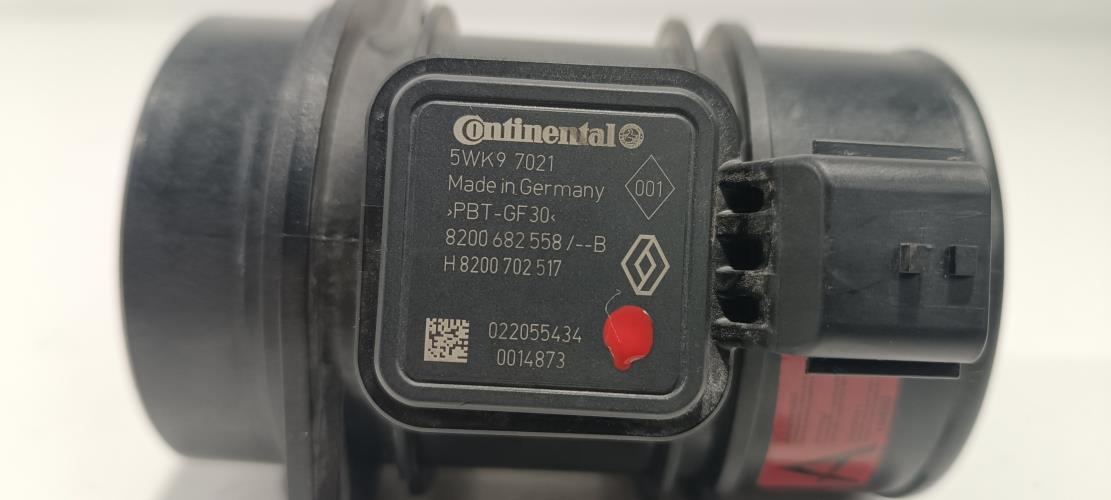 Continental
5WK9 7021
Made in Germany
001
›PBT-GF30‹
8200 682 558 /--B
H 8200 702 517
022055434
0014873